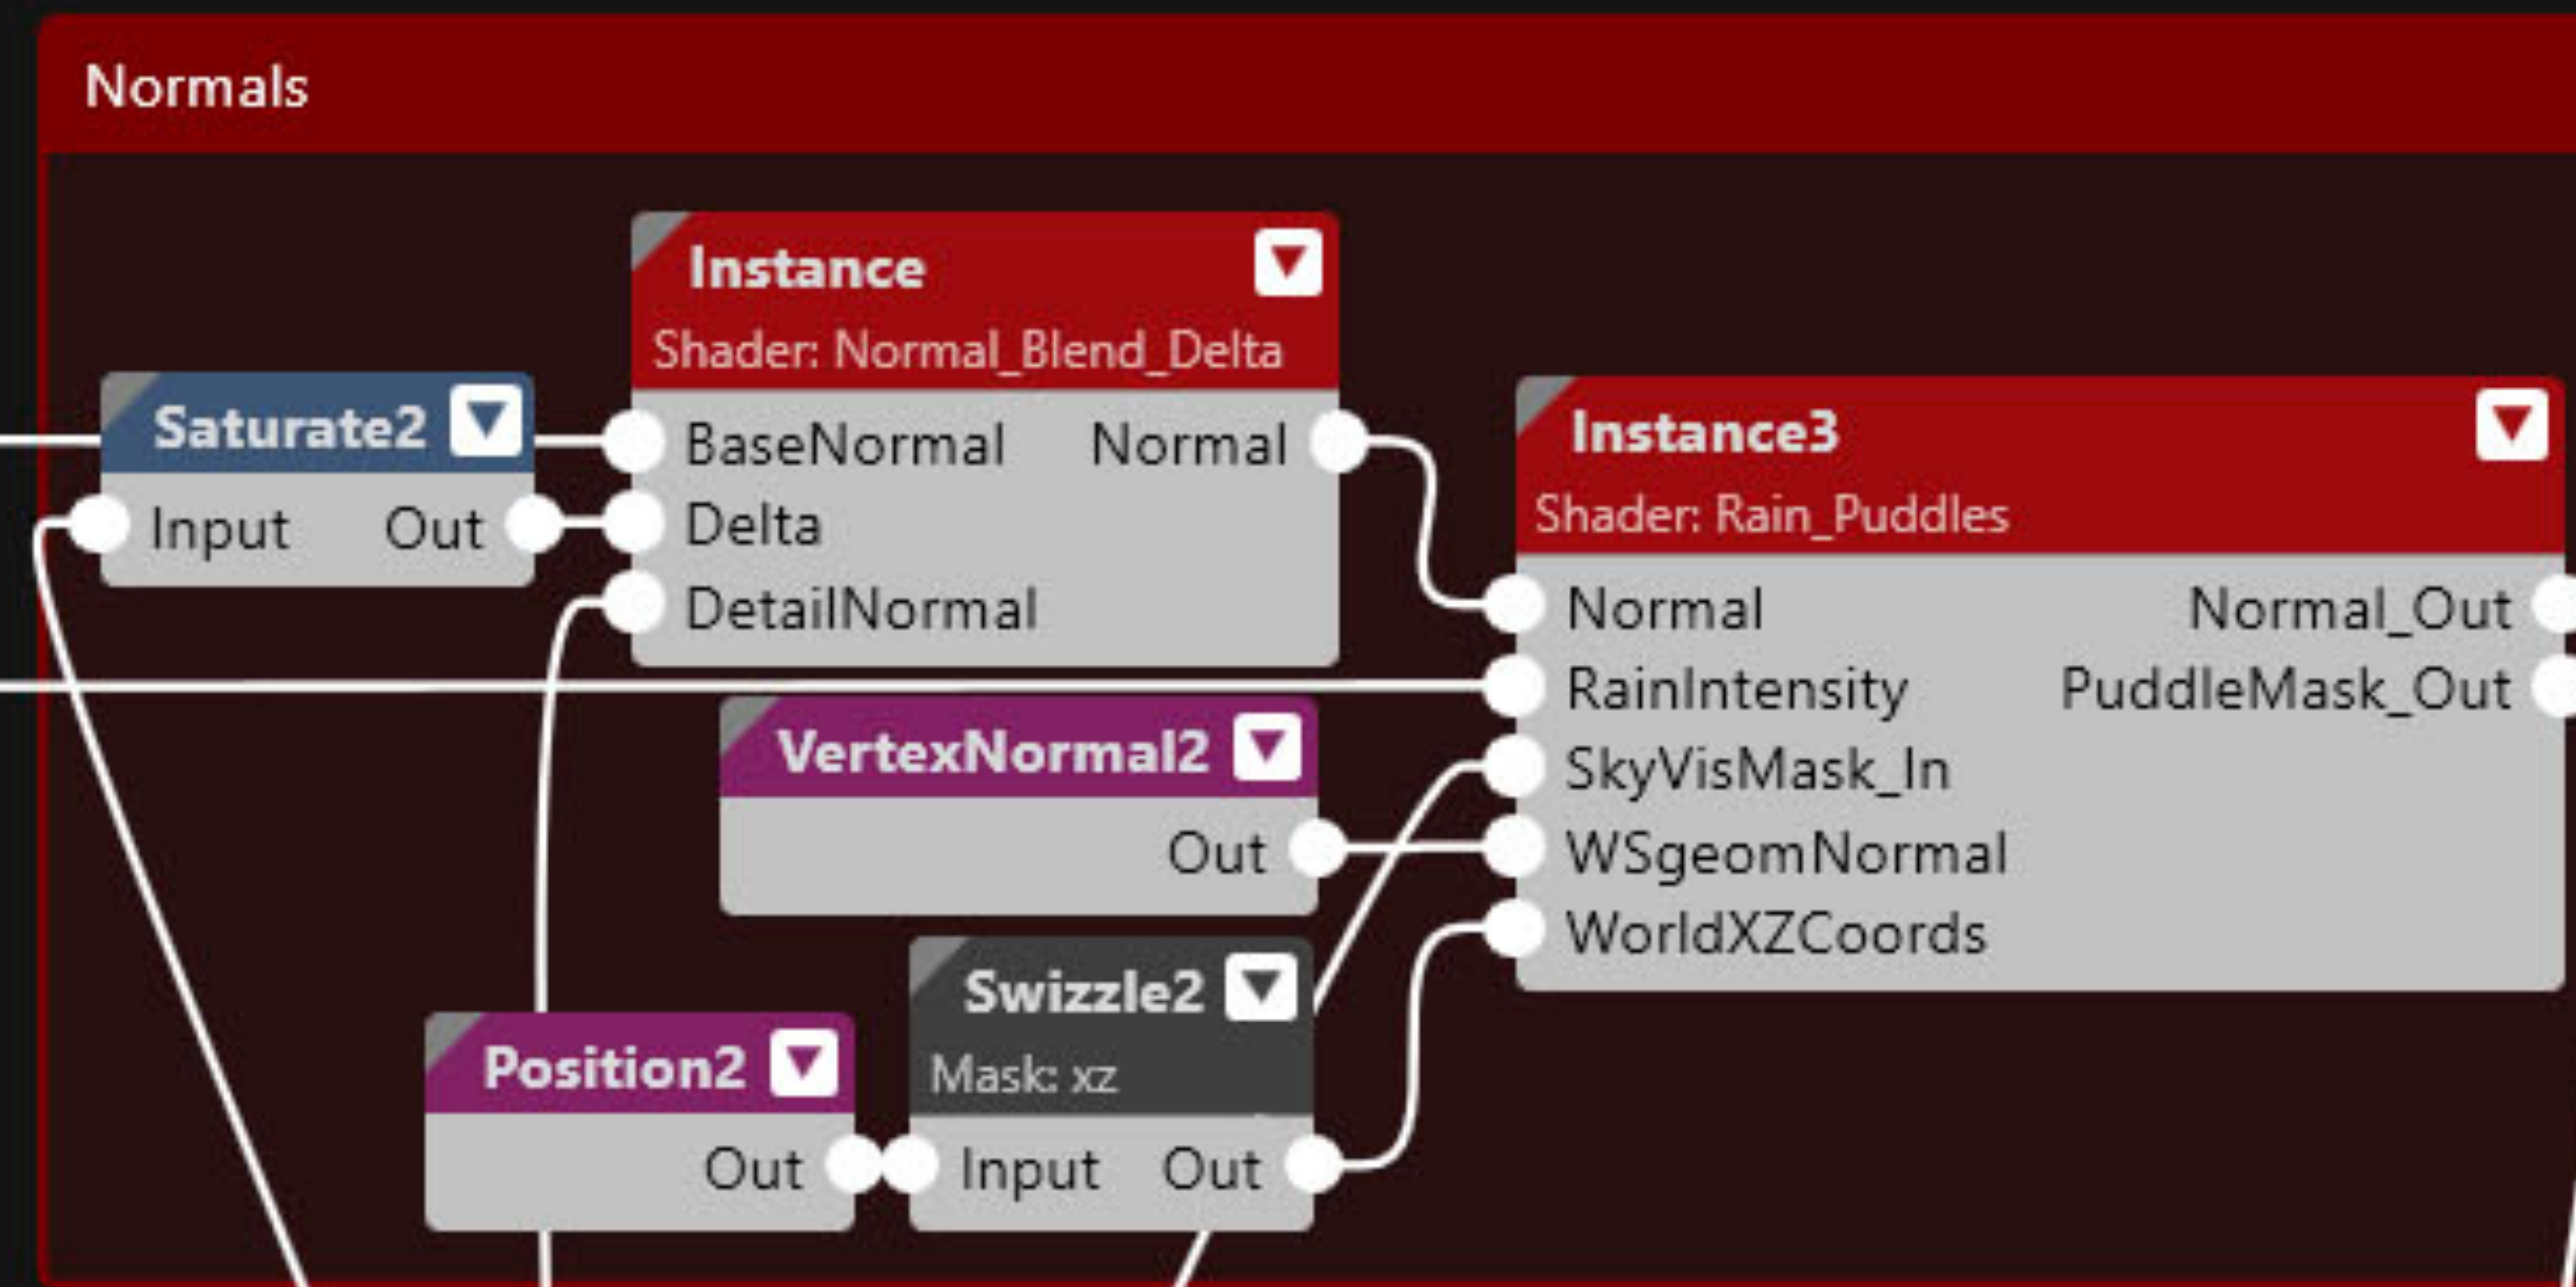 Normals
Instance
Shader: Normal_Blend_Delta
BaseNormal Normal
Delta
DetailNormal
Saturate2
Input Out
Instance3
Shader: Rain_Puddles
Normal Normal_Out
RainIntensity PuddleMask_Out
SkyVisMask_In
WSgeomNormal
WorldXZCoords
VertexNormal2
Out
Position2
Out
Swizzle2
Mask: xz
Input Out